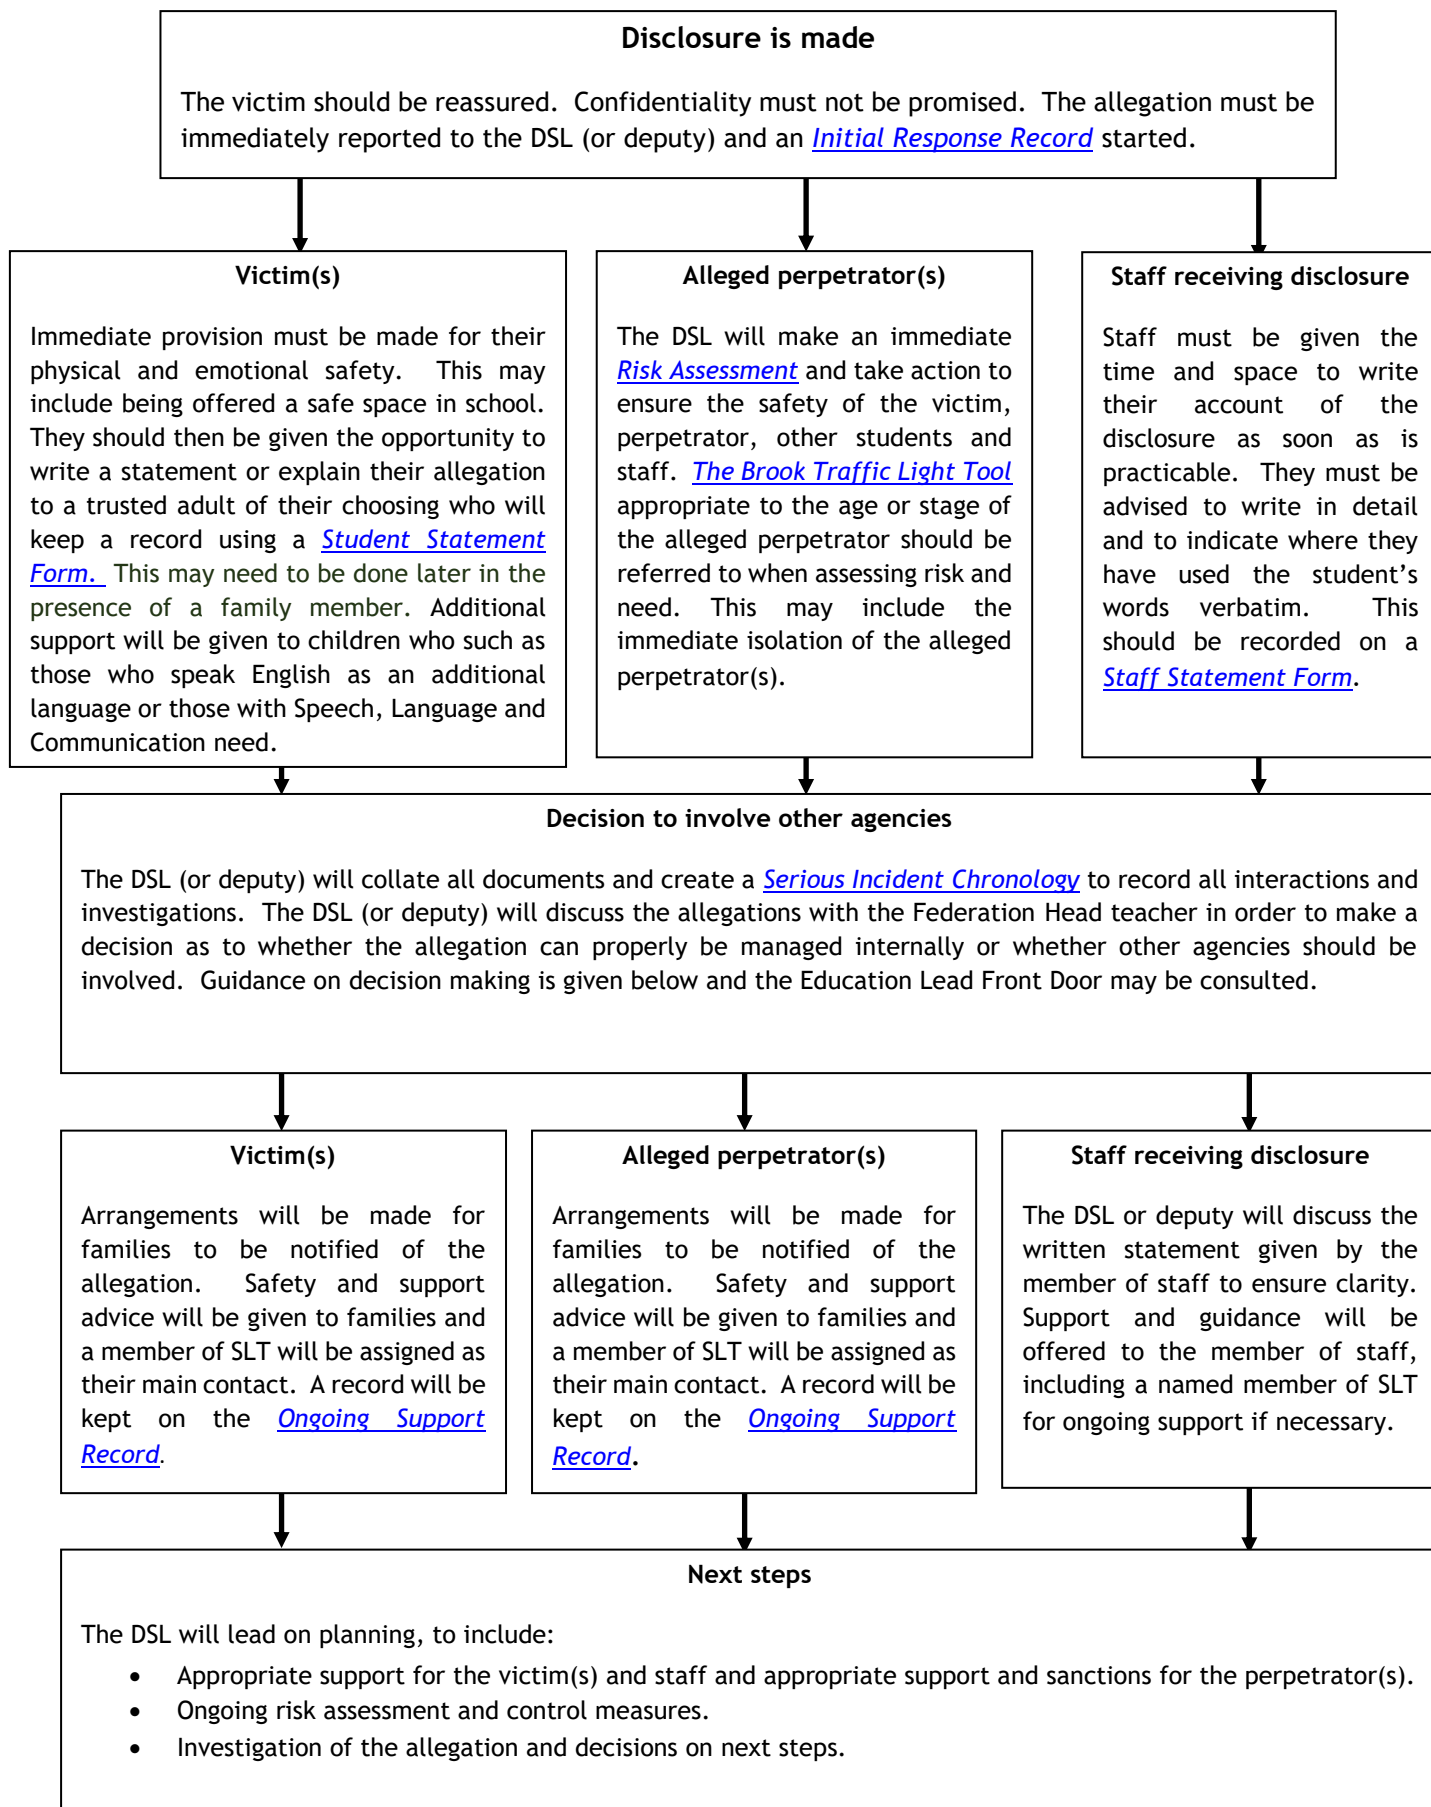 Disclosure is made
The victim should be reassured. Confidentiality must not be promised. The allegation must be
immediately reported to the DSL (or deputy) and an Initial Response Record started.
Victim(s)
Immediate provision must be made for their
physical and emotional safety. This may
include being offered a safe space in school.
They should then be given the opportunity to
write a statement or explain their allegation
to a trusted adult of their choosing who will
keep a record using a Student Statement
Form. This may need to be done later in the
presence of a family member. Additional
support will be given to children who such as
those who speak English as an additional
language or those with Speech, Language and
Communication need.
Alleged perpetrator(s)
The DSL will make an immediate
Risk Assessment and take action to
ensure the safety of the victim,
perpetrator, other students and
staff. The Brook Traffic Light Tool
appropriate to the age or stage of
the alleged perpetrator should be
referred to when assessing risk and
need. This may include the
immediate isolation of the alleged
perpetrator(s).
Staff receiving disclosure
Staff must be given the
time and space to write
their account of the
disclosure as soon as is
practicable. They must be
advised to write in detail
and to indicate where they
have used the student’s
words verbatim. This
should be recorded on a
Staff Statement Form.
Decision to involve other agencies
The DSL (or deputy) will collate all documents and create a Serious Incident Chronology to record all interactions and
investigations. The DSL (or deputy) will discuss the allegations with the Federation Head teacher in order to make a
decision as to whether the allegation can properly be managed internally or whether other agencies should be
involved. Guidance on decision making is given below and the Education Lead Front Door may be consulted.
Victim(s)
Arrangements will be made for
families to be notified of the
allegation. Safety and support
advice will be given to families and
a member of SLT will be assigned as
their main contact. A record will be
kept on the Ongoing Support
Record.
Alleged perpetrator(s)
Arrangements will be made for
families to be notified of the
allegation. Safety and support
advice will be given to families and
a member of SLT will be assigned as
their main contact. A record will be
kept on the Ongoing Support
Record.
Staff receiving disclosure
The DSL or deputy will discuss the
written statement given by the
member of staff to ensure clarity.
Support and guidance will be
offered to the member of staff,
including a named member of SLT
for ongoing support if necessary.
Next steps
The DSL will lead on planning, to include:
• Appropriate support for the victim(s) and staff and appropriate support and sanctions for the perpetrator(s).
• Ongoing risk assessment and control measures.
• Investigation of the allegation and decisions on next steps.